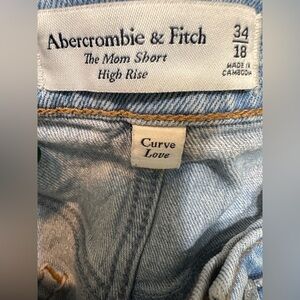 Abercrombie & Fitch
The Mom Short
High Rise
34
18
MADE IN
CAMBODIA
Curve
Love